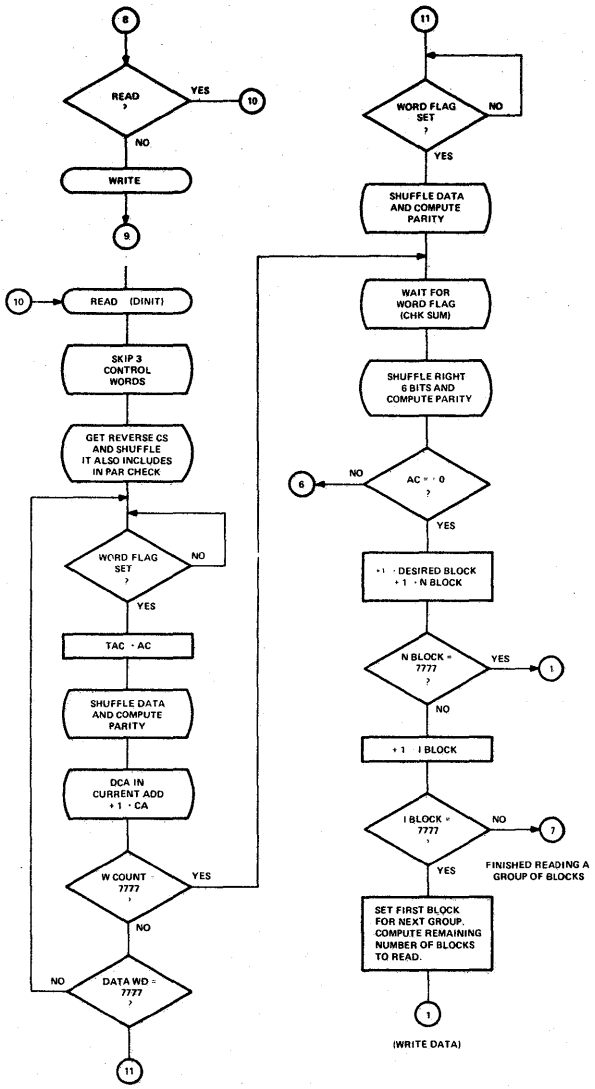 8
READ
?
YES
10
NO
WRITE
9
10
READ (DINIT)
SKIP 3
CONTROL
WORDS
GET REVERSE CS
AND SHUFFLE
IT ALSO INCLUDES
IN PAR CHECK
WORD FLAG
SET
?
NO
YES
TAC · AC
SHUFFLE DATA
AND COMPUTE
PARITY
DCA IN
CURRENT ADD
+1 · CA
W COUNT -
7777
?
YES
NO
DATA WD =
7777
?
NO
11
11
WORD FLAG
SET
?
NO
YES
SHUFFLE DATA
AND COMPUTE
PARITY
WAIT FOR
WORD FLAG
(CHK SUM)
SHUFFLE RIGHT
6 BITS AND
COMPUTE PARITY
AC = · 0
?
NO
6
YES
+1 · DESIRED BLOCK
+1 · N BLOCK
N BLOCK =
7777
?
YES
1
NO
+ 1 · I BLOCK
I BLOCK =
7777
?
NO
7
YES
FINISHED READING A
GROUP OF BLOCKS
SET FIRST BLOCK
FOR NEXT GROUP.
COMPUTE REMAINING
NUMBER OF BLOCKS
TO READ.
1
(WRITE DATA)